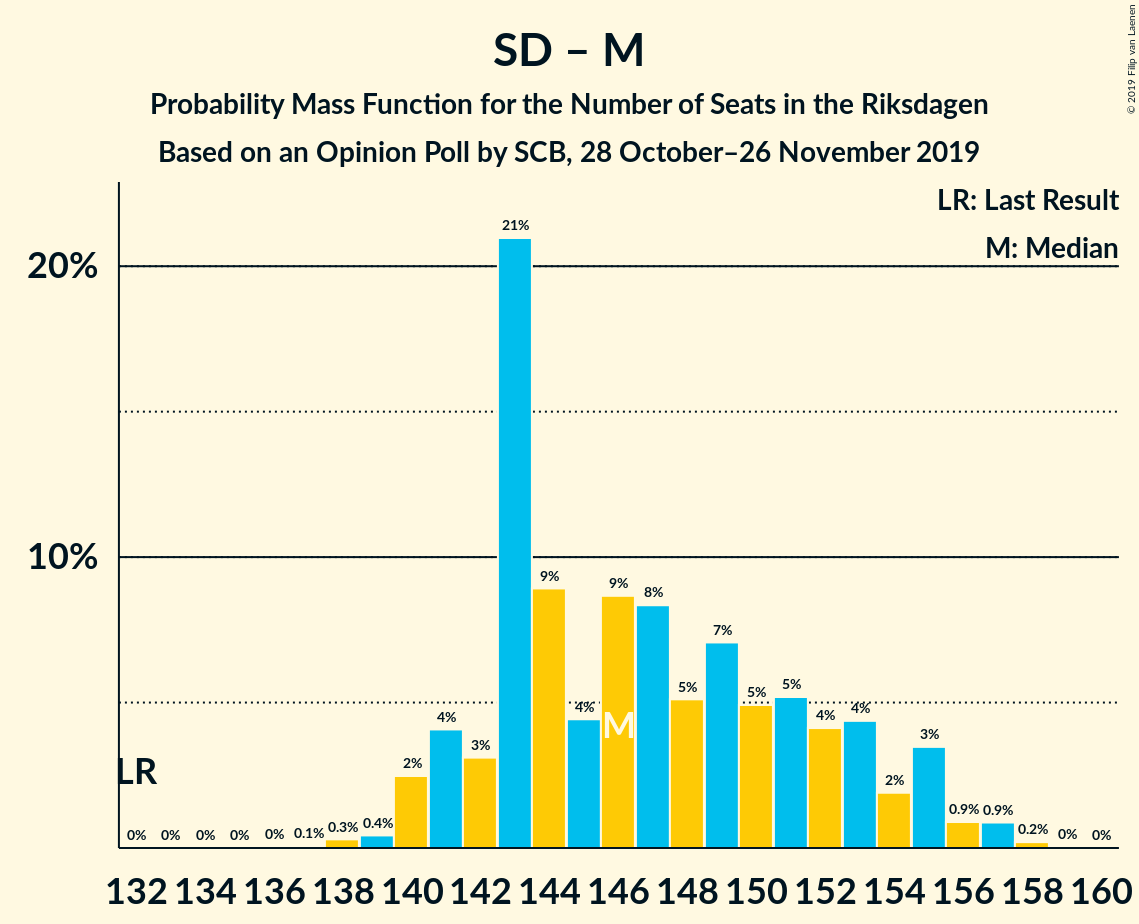 SD – M
Probability Mass Function for the Number of Seats in the Riksdagen
Based on an Opinion Poll by SCB, 28 October–26 November 2019
© 2019 Filip van Laenen
LR: Last Result
M: Median
20%
10%
LR
M
0% 0% 0% 0% 0% 0.1% 0.3% 0.4% 2% 4% 3% 21% 9% 4% 9% 8% 5% 7% 5% 5% 4% 4% 2% 3% 0.9% 0.9% 0.2% 0% 0%
132 134 136 138 140 142 144 146 148 150 152 154 156 158 160